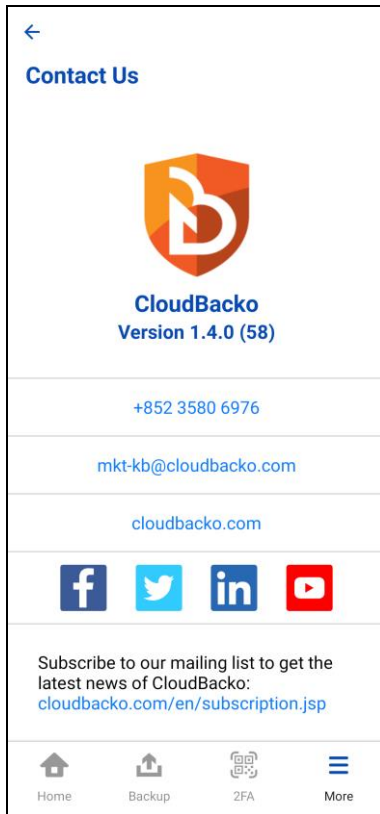 Contact Us
CloudBacko
Version 1.4.0 (58)
+852 3580 6976
mkt-kb@cloudbacko.com
cloudbacko.com
Subscribe to our mailing list to get the
latest news of CloudBacko:
cloudbacko.com/en/subscription.jsp
Home Backup 2FA More